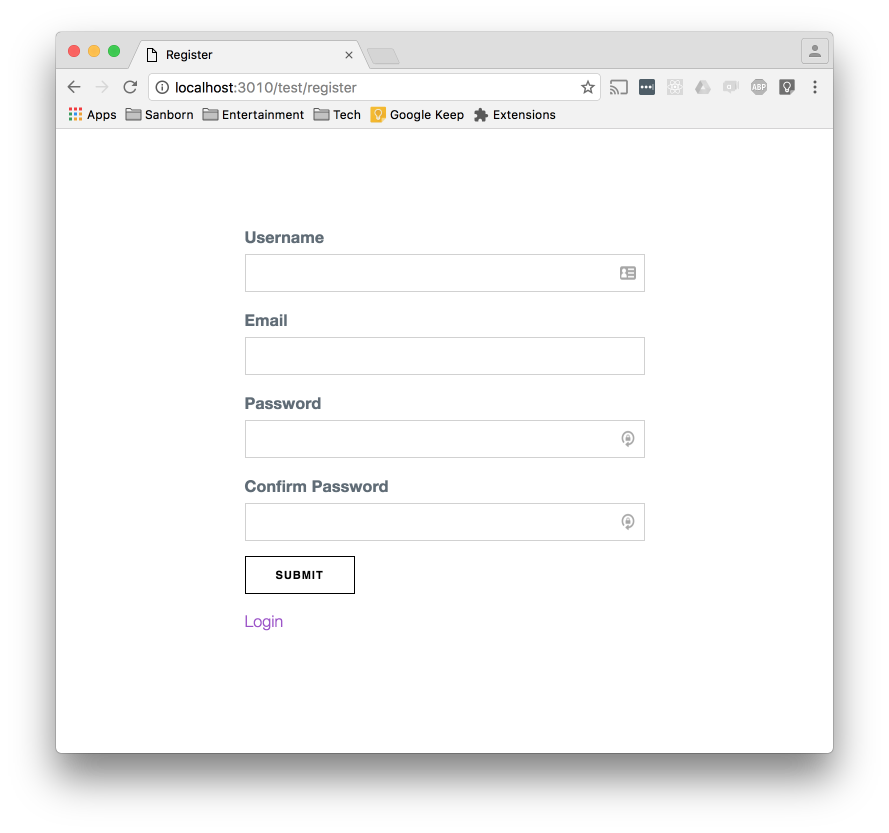 Register
localhost:3010/test/register
Apps Sanborn Entertainment Tech Google Keep Extensions
Username
Email
Password
Confirm Password
SUBMIT
Login